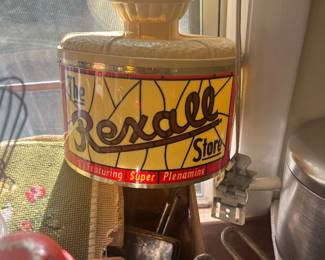 The
Rexall
Store
Featuring Super Plenamins